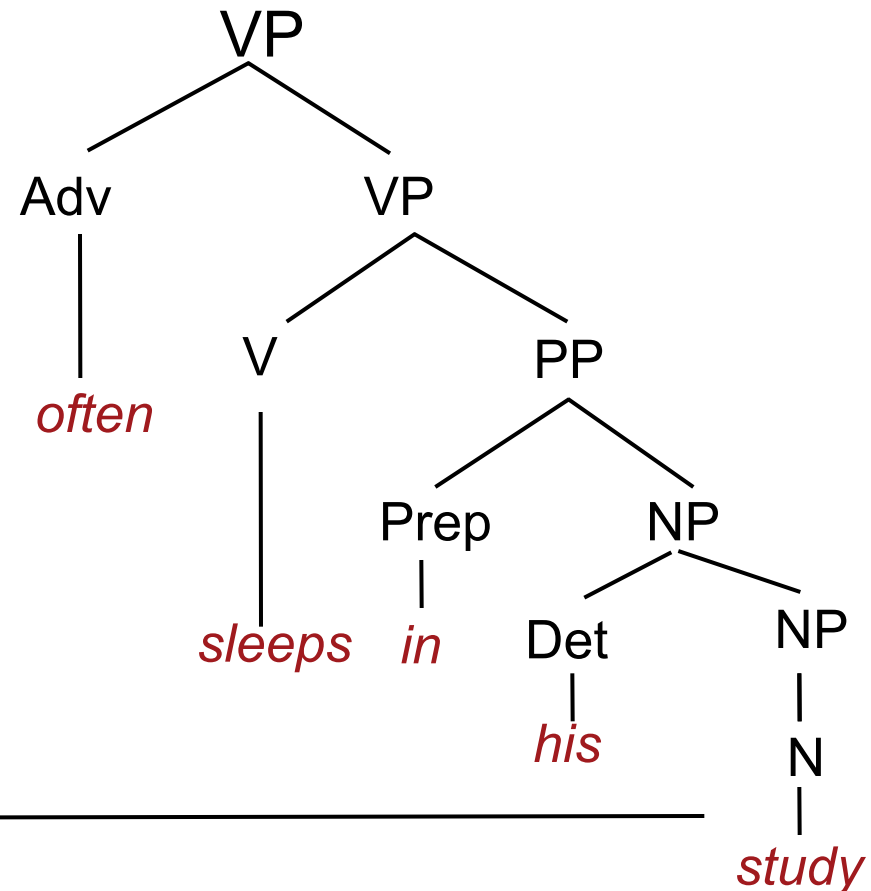 VP
Adv VP
V PP
often
Prep NP
Det NP
sleeps in
his N
study